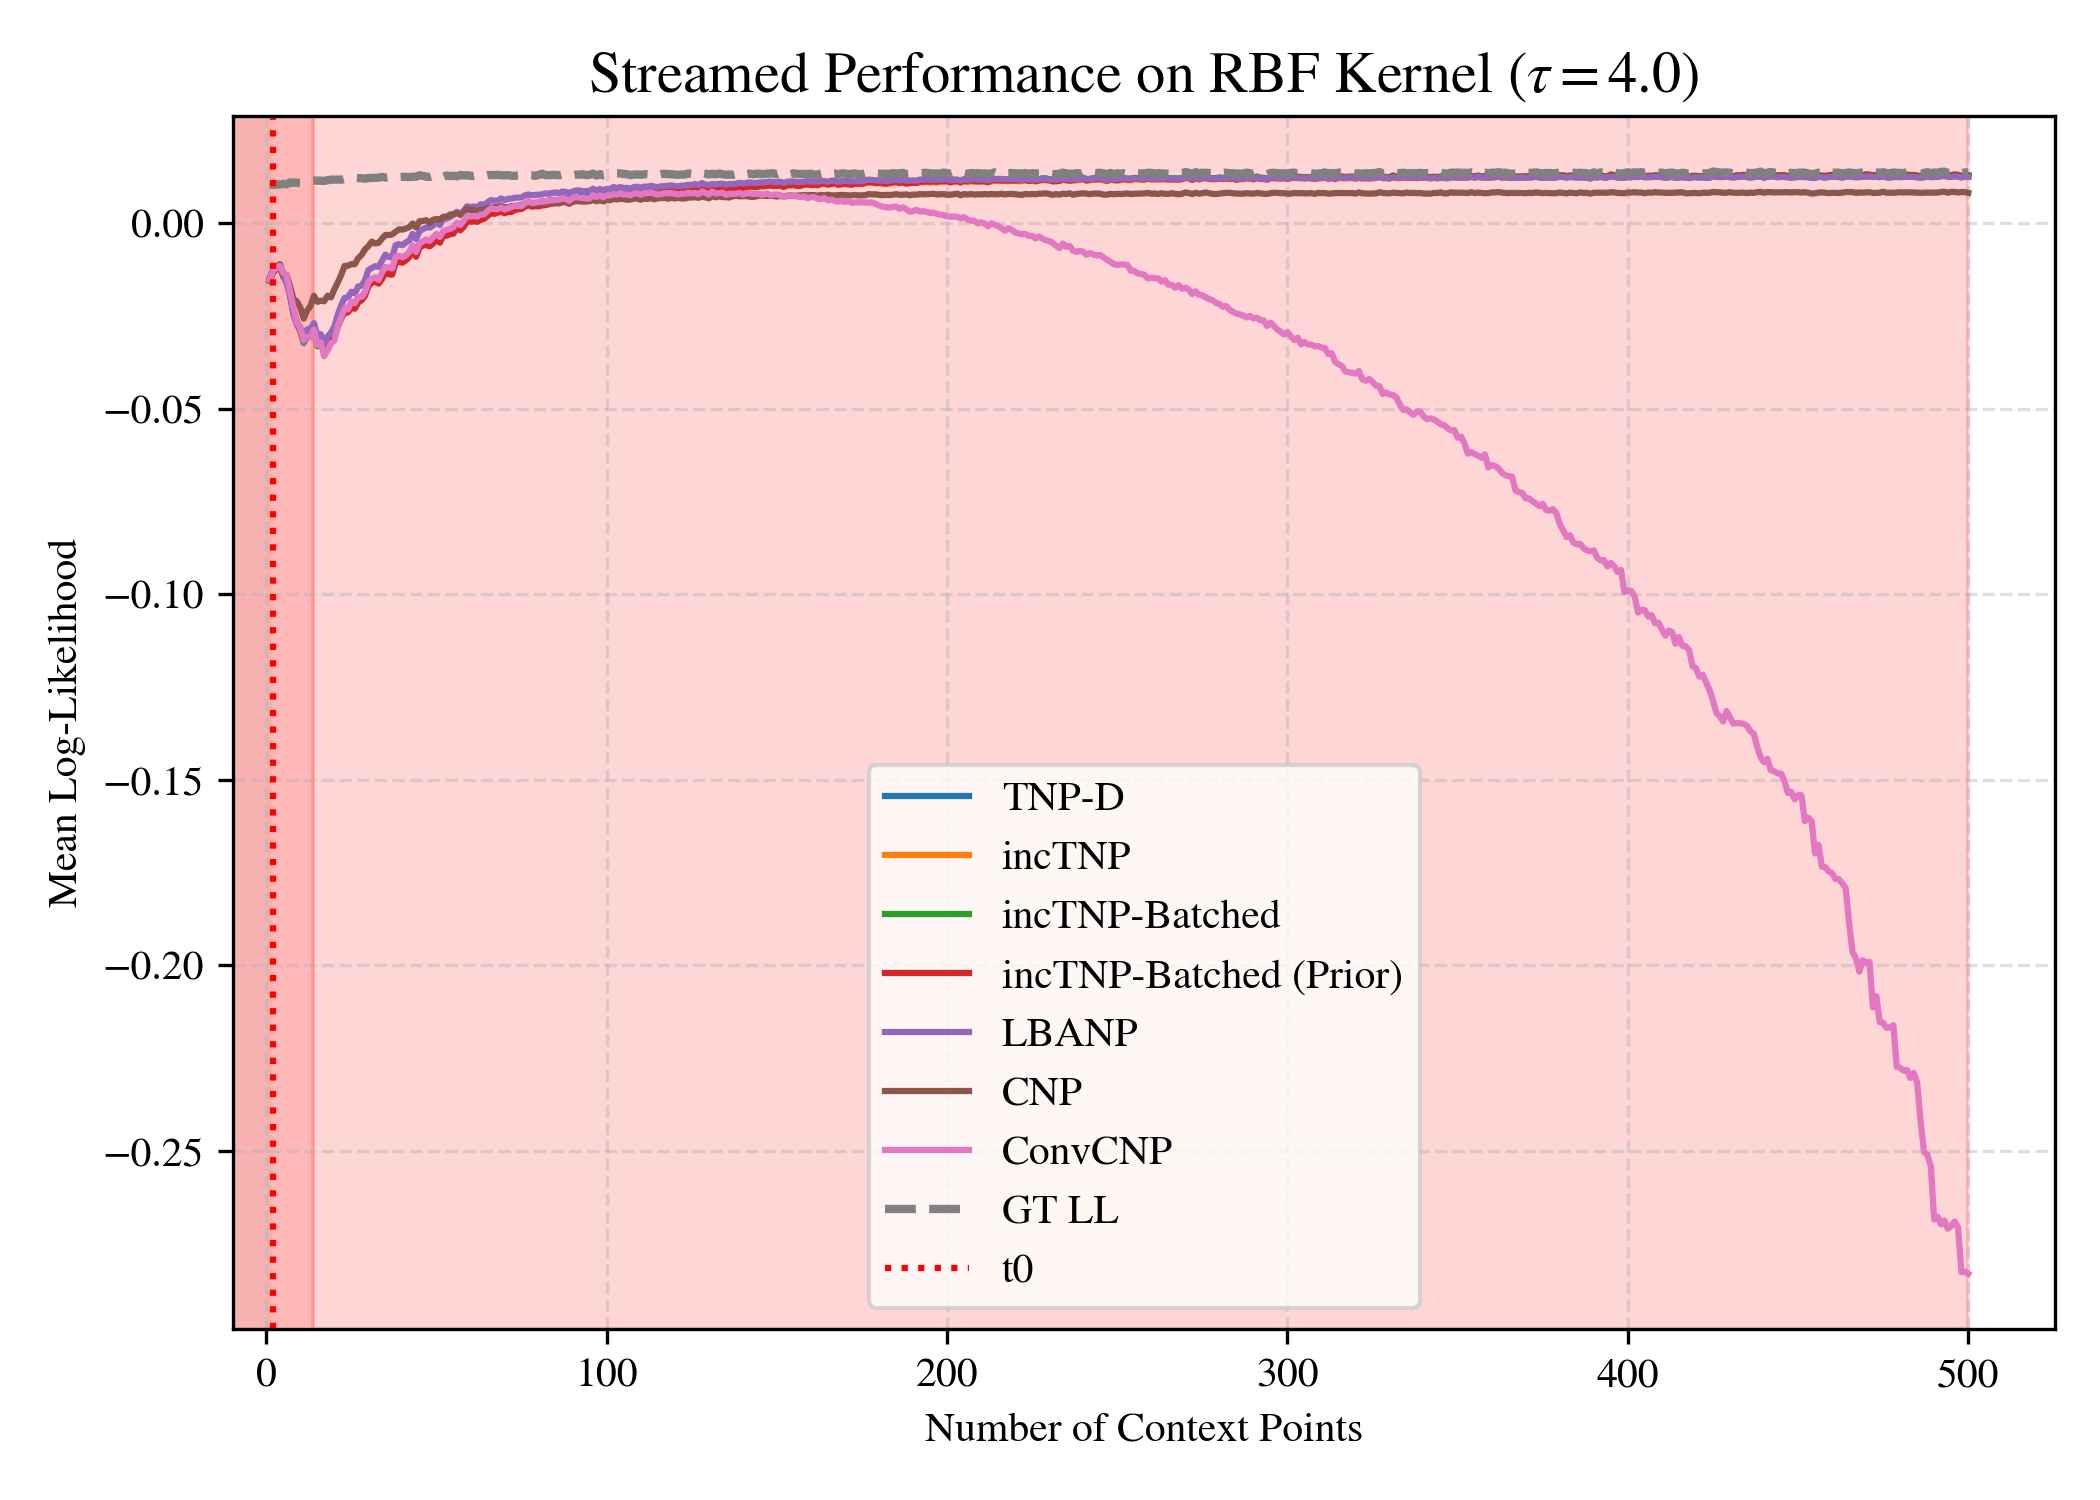 Streamed Performance on RBF Kernel (τ = 4.0)
Mean Log-Likelihood
0.00
−0.05
−0.10
−0.15
−0.20
−0.25
TNP-D
incTNP
incTNP-Batched
incTNP-Batched (Prior)
LBANP
CNP
ConvCNP
GT LL
t0
0 100 200 300 400 500
Number of Context Points